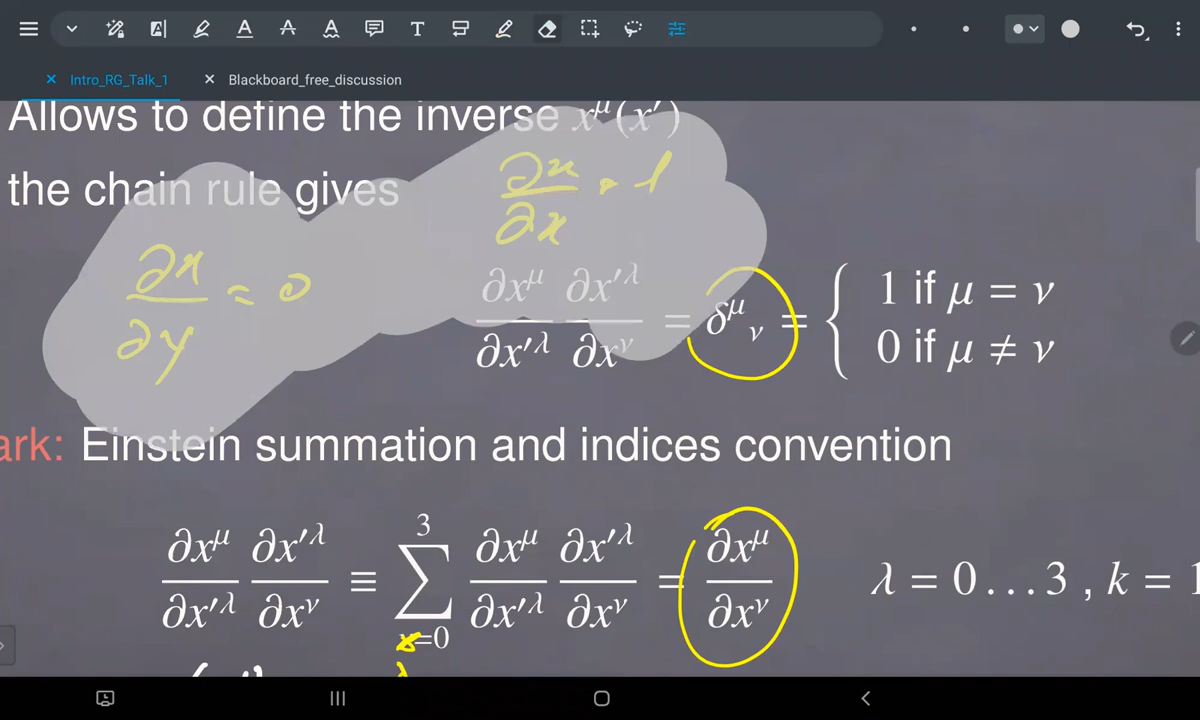 Intro_RG_Talk_1 Blackboard_free_discussion
Allows to define the inverse x^μ(x′)
the chain rule gives
∂x/∂x = 1
∂x/∂y = 0
∂x^μ/∂x′^λ ∂x′^λ/∂x^ν = δ^μ_ν = { 1 if μ = ν
0 if μ ≠ ν
ark: Einstein summation and indices convention
∂x^μ/∂x′^λ ∂x′^λ/∂x^ν ≡ ∑_{=0}^{3} ∂x^μ/∂x′^λ ∂x′^λ/∂x^ν = ∂x^μ/∂x^ν λ = 0…3 , k = 1
λ